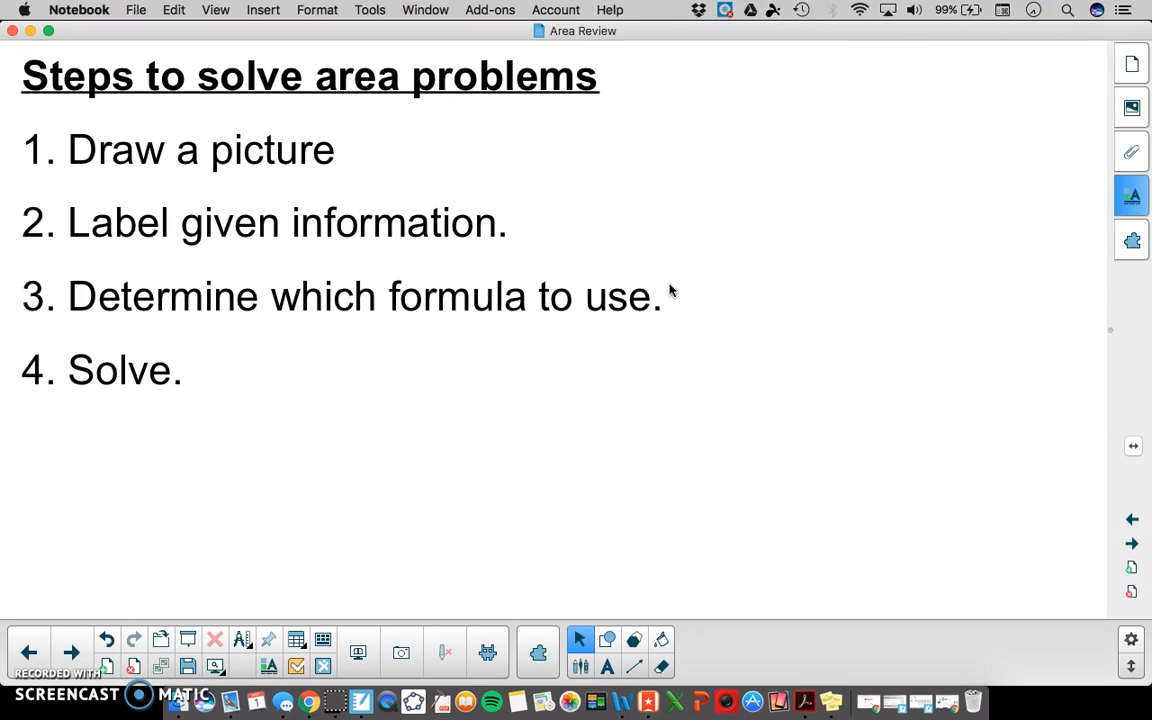 Notebook File Edit View Insert Format Tools Window Add-ons Account Help 99%
Area Review
Steps to solve area problems
1. Draw a picture
2. Label given information.
3. Determine which formula to use.
4. Solve.
RECORDED WITH
SCREENCAST MATIC